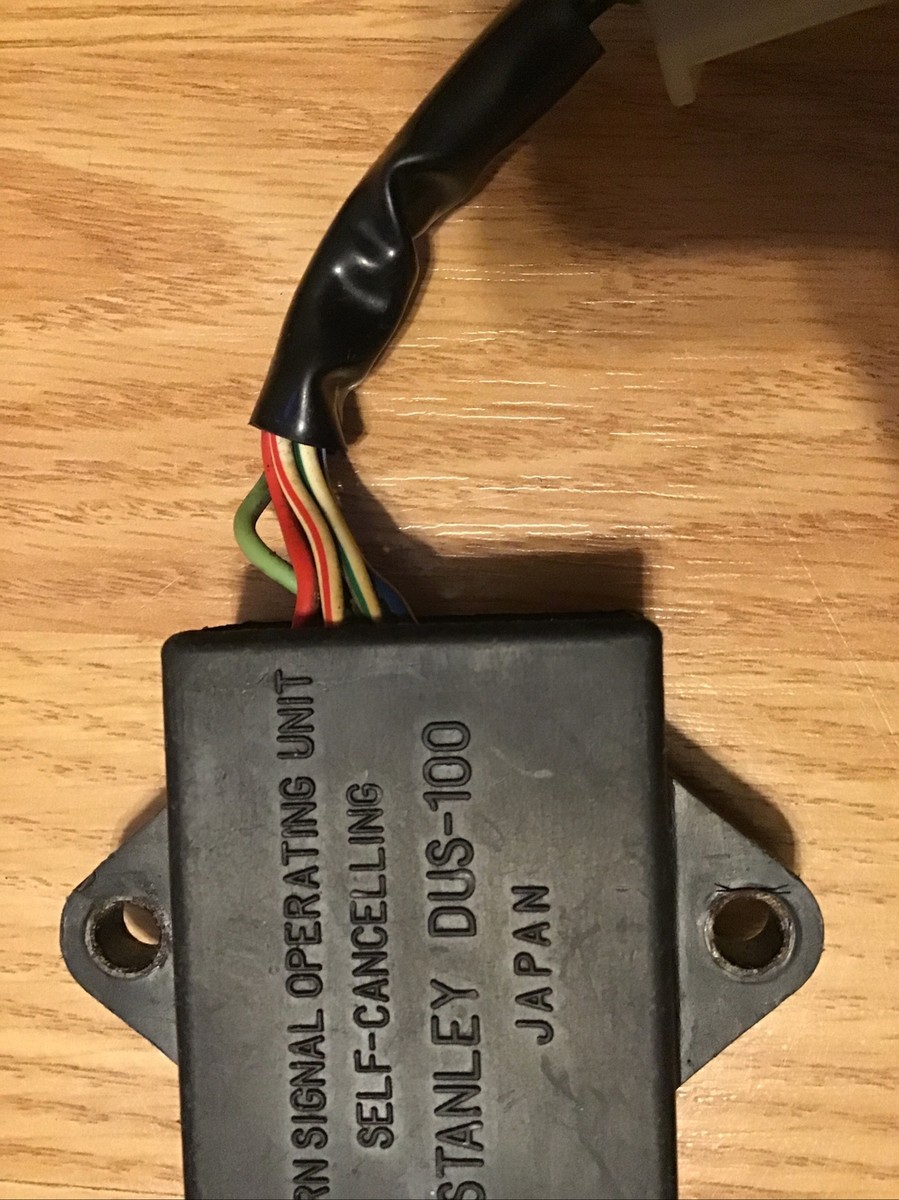 RN SIGNAL OPERATING UNIT
SELF-CANCELLING
STANLEY DUS-100
JAPAN